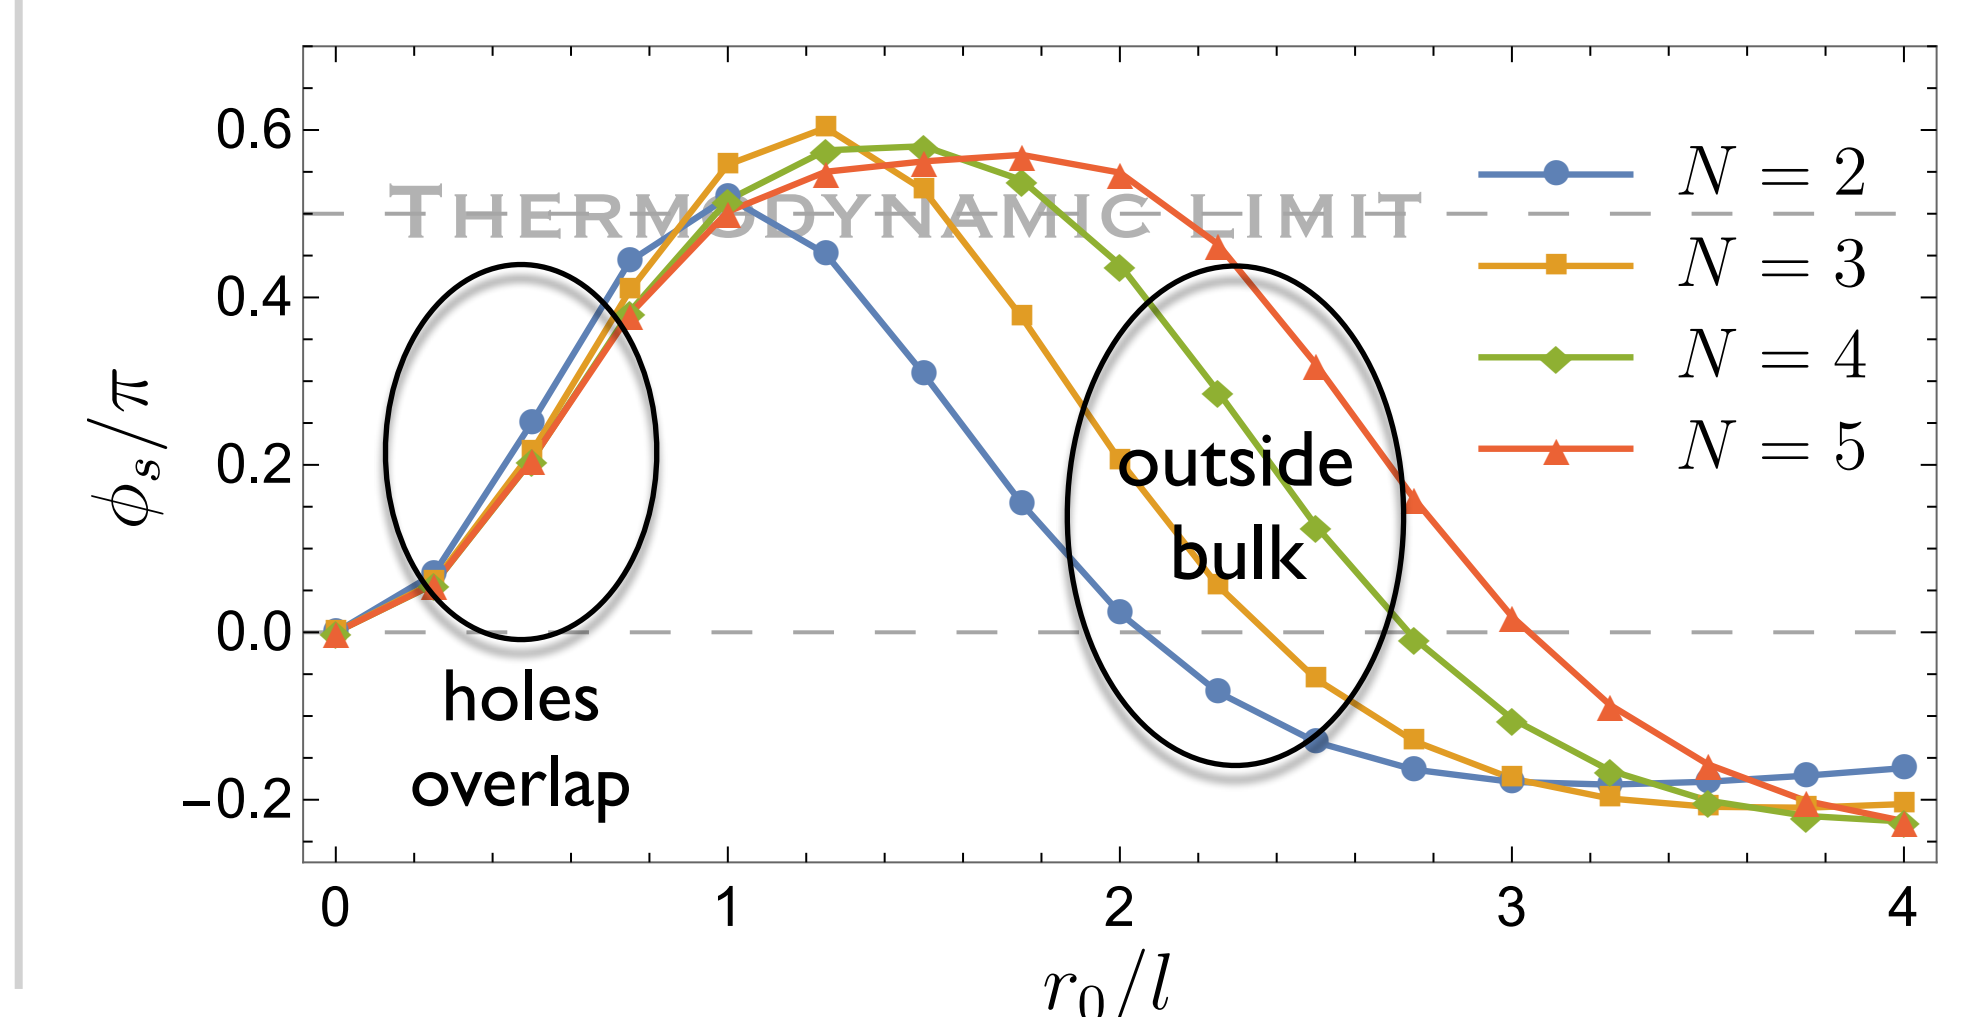 0.6
0.4
0.2
0.0
−0.2
ϕs/π
THERMODYNAMIC LIMIT
N = 2
N = 3
N = 4
N = 5
holes
overlap
outside
bulk
0 1 2 3 4
r0/l